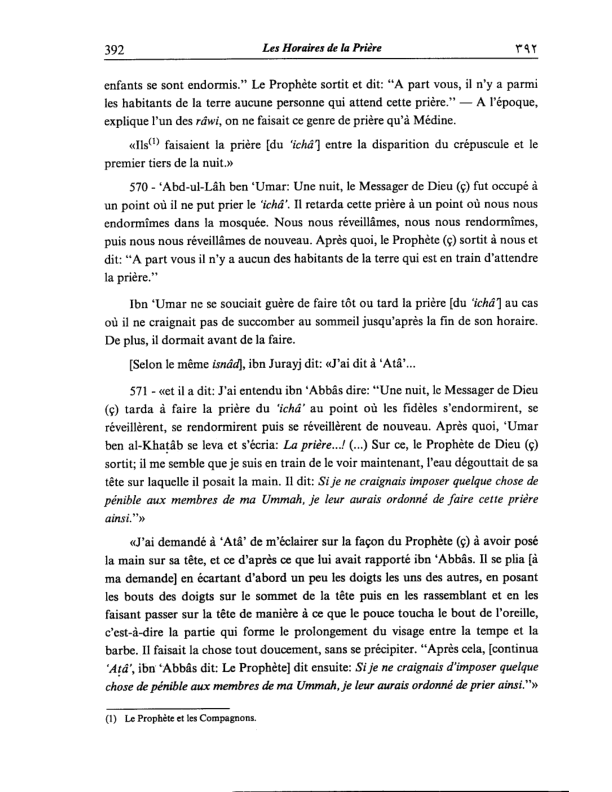 392 Les Horaires de la Prière ٣٩٢
enfants se sont endormis.” Le Prophète sortit et dit: “A part vous, il n'y a parmi
les habitants de la terre aucune personne qui attend cette prière.” — A l'époque,
explique l'un des râwi, on ne faisait ce genre de prière qu'à Médine.
«Ils(1) faisaient la prière [du 'ichâ'] entre la disparition du crépuscule et le
premier tiers de la nuit.»
570 - ‘Abd-ul-Lâh ben ‘Umar: Une nuit, le Messager de Dieu (ç) fut occupé à
un point où il ne put prier le 'ichâ'. Il retarda cette prière à un point où nous nous
endormîmes dans la mosquée. Nous nous réveillâmes, nous nous rendormîmes,
puis nous nous réveillâmes de nouveau. Après quoi, le Prophète (ç) sortit à nous et
dit: “A part vous il n'y a aucun des habitants de la terre qui est en train d'attendre
la prière.”
Ibn ‘Umar ne se souciait guère de faire tôt ou tard la prière [du 'ichâ'] au cas
où il ne craignait pas de succomber au sommeil jusqu'après la fin de son horaire.
De plus, il dormait avant de la faire.
[Selon le même isnâd], ibn Jurayj dit: «J'ai dit à ‘Atâ’...
571 - «et il a dit: J'ai entendu ibn ‘Abbâs dire: “Une nuit, le Messager de Dieu
(ç) tarda à faire la prière du 'ichâ' au point où les fidèles s'endormirent, se
réveillèrent, se rendormirent puis se réveillèrent de nouveau. Après quoi, ‘Umar
ben al-Khaṭâb se leva et s'écria: La prière...! (...) Sur ce, le Prophète de Dieu (ç)
sortit; il me semble que je suis en train de le voir maintenant, l'eau dégouttait de sa
tête sur laquelle il posait la main. Il dit: Si je ne craignais imposer quelque chose de
pénible aux membres de ma Ummah, je leur aurais ordonné de faire cette prière
ainsi.”»
«J'ai demandé à ‘Atâ’ de m'éclairer sur la façon du Prophète (ç) à avoir posé
la main sur sa tête, et ce d'après ce que lui avait rapporté ibn ‘Abbâs. Il se plia [à
ma demande] en écartant d'abord un peu les doigts les uns des autres, en posant
les bouts des doigts sur le sommet de la tête puis en les rassemblant et en les
faisant passer sur la tête de manière à ce que le pouce toucha le bout de l'oreille,
c'est-à-dire la partie qui forme le prolongement du visage entre la tempe et la
barbe. Il faisait la chose tout doucement, sans se précipiter. “Après cela, [continua
‘Aṭâ’, ibn ‘Abbâs dit: Le Prophète] dit ensuite: Si je ne craignais d'imposer quelque
chose de pénible aux membres de ma Ummah, je leur aurais ordonné de prier ainsi.”»
(1) Le Prophète et les Compagnons.